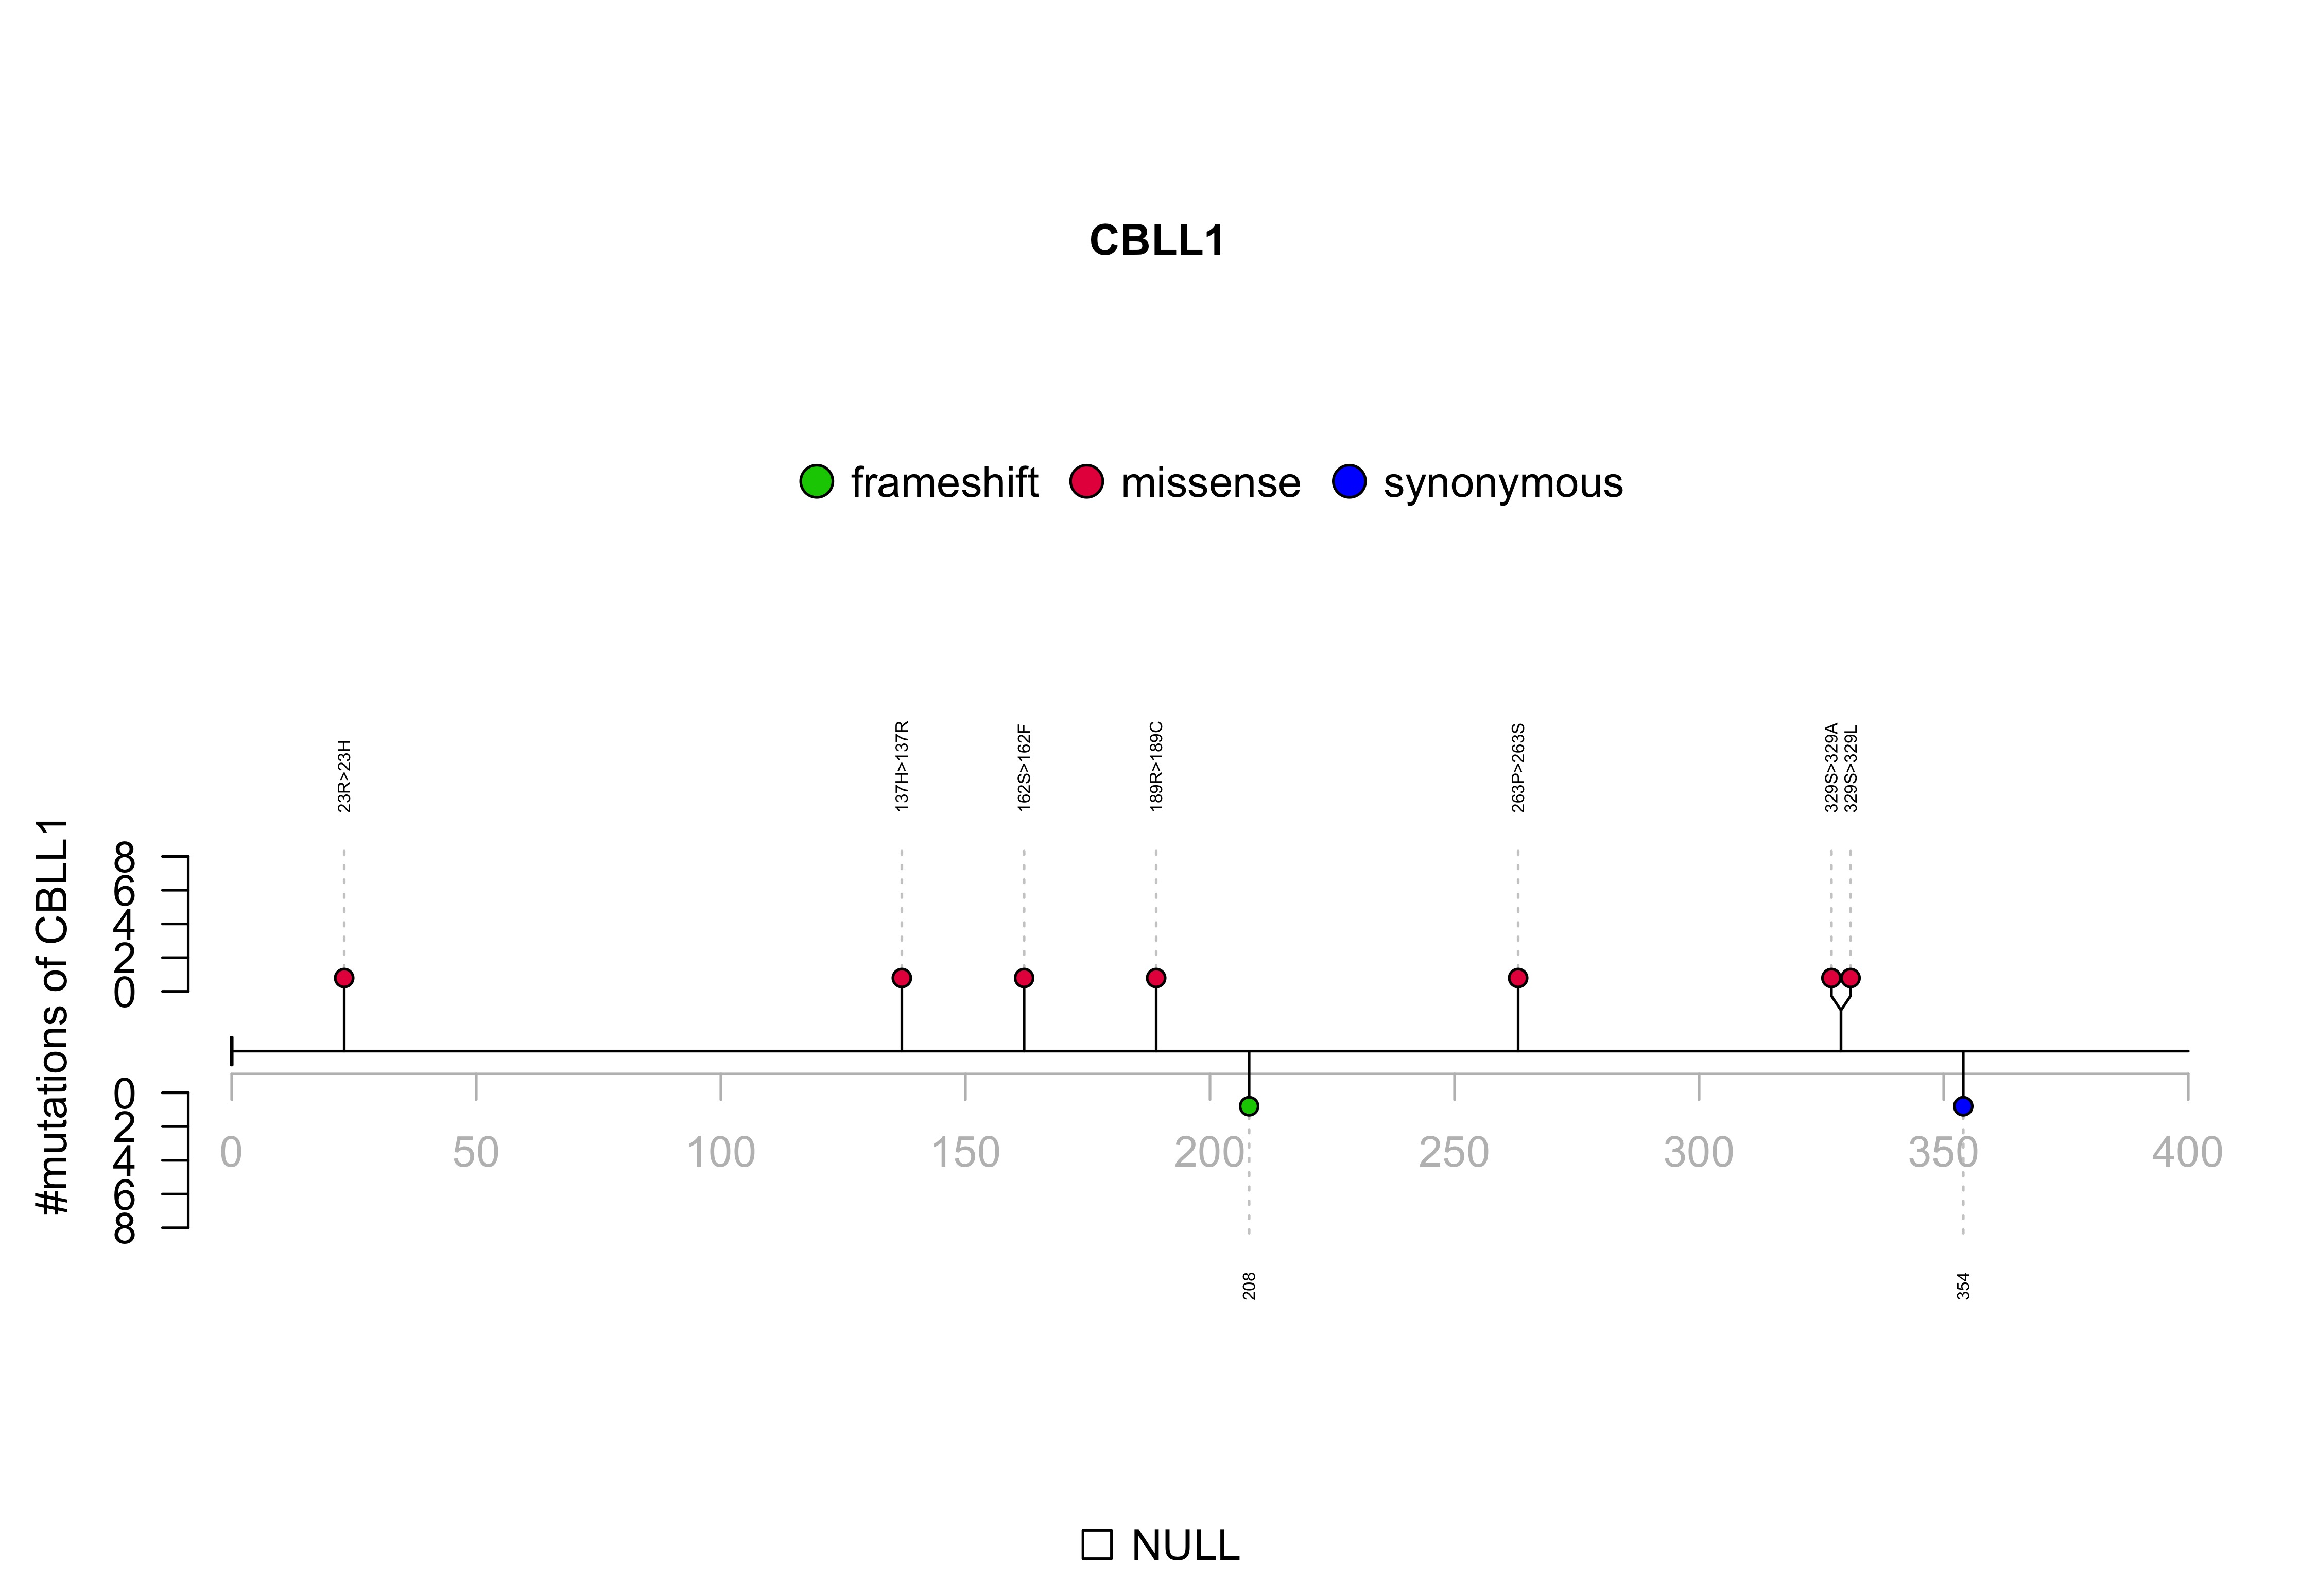 CBLL1
frameshift missense synonymous
23R>23H
137H>137R
162S>162F
189R>189C
263P>263S
329S>329A
329S>329L
#mutations of CBLL1
8
6
4
2
0
0
2
4
6
8
0 50 100 150 200 250 300 350 400
208
354
NULL